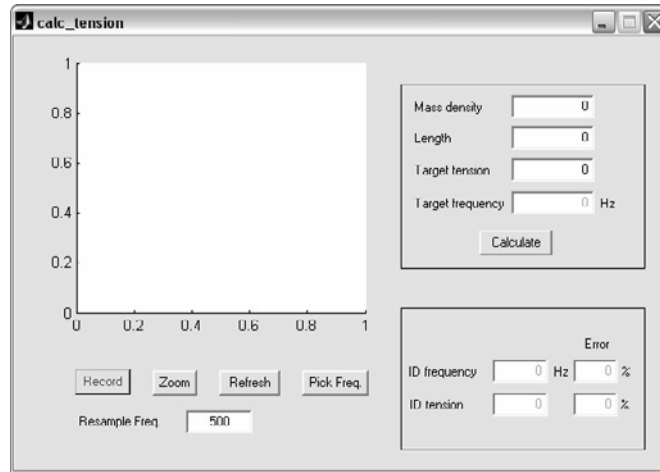 calc_tension
1
0.8
0.6
0.4
0.2
0
0 0.2 0.4 0.6 0.8 1
Record Zoom Refresh Pick Freq.
Resample Freq 500
Mass density 0
Length 0
Target tension 0
Target frequency 0 Hz
Calculate
Error
ID frequency 0 Hz 0 %
ID tension 0 0 %